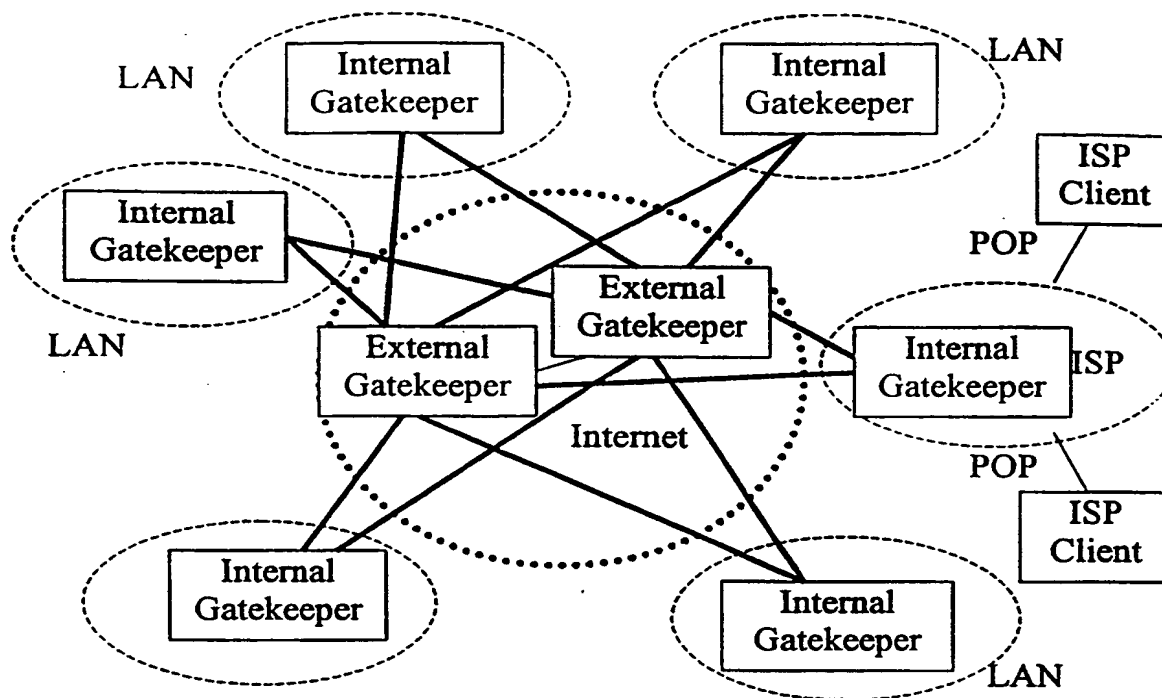 LAN
Internal
Gatekeeper
Internal
Gatekeeper
LAN
ISP
Client
Internal
Gatekeeper
LAN
POP
External
Gatekeeper
External
Gatekeeper
Internal
Gatekeeper
ISP
Internet
POP
ISP
Client
Internal
Gatekeeper
Internal
Gatekeeper
LAN